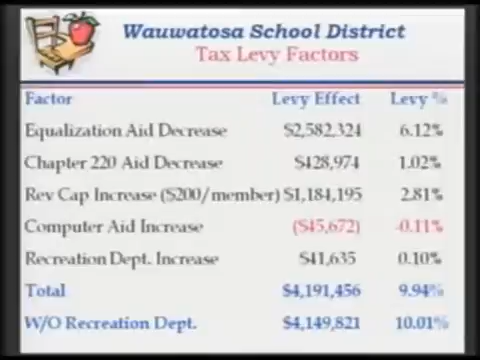 Wauwatosa School District
Tax Levy Factors
Factor Levy Effect Levy %
Equalization Aid Decrease $2,582,324 6.12%
Chapter 220 Aid Decrease $428,974 1.02%
Rev Cap Increase ($200/member) $1,184,195 2.81%
Computer Aid Increase ($45,672) -0.11%
Recreation Dept. Increase $41,635 0.10%
Total $4,191,456 9.94%
W/O Recreation Dept. $4,149,821 10.01%